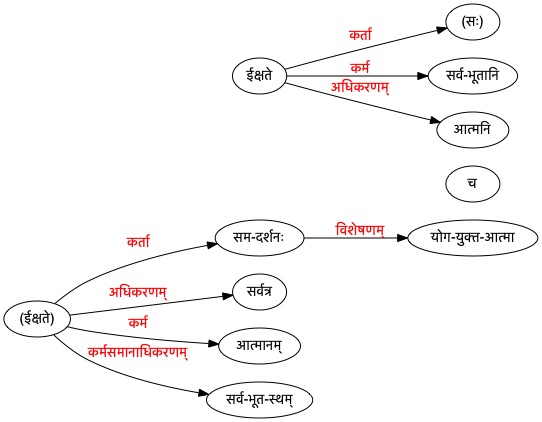 (सः)
कर्ता
ईक्षते
कर्म
सर्व-भूतानि
अधिकरणम्
आत्मनि
च
कर्ता
सम-दर्शनः
विशेषणम्
योग-युक्त-आत्मा
अधिकरणम्
सर्वत्र
(ईक्षते)
कर्म
आत्मानम्
कर्मसमानाधिकरणम्
सर्व-भूत-स्थम्